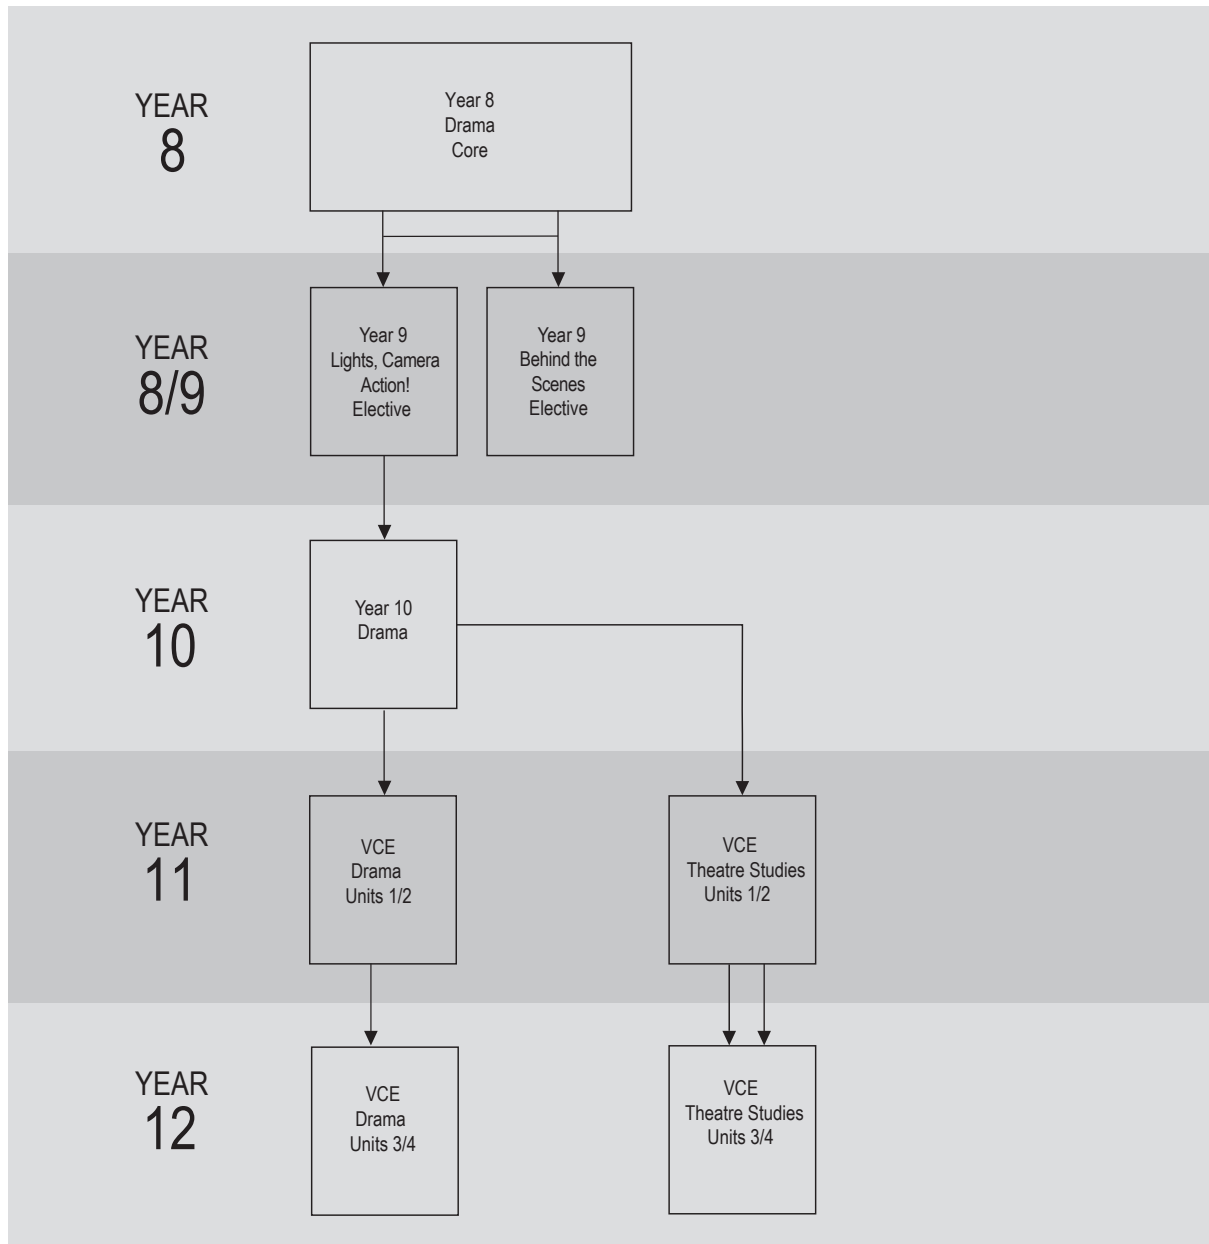 YEAR
8
Year 8
Drama
Core
YEAR
8/9
Year 9
Lights, Camera
Action!
Elective
Year 9
Behind the
Scenes
Elective
YEAR
10
Year 10
Drama
YEAR
11
VCE
Drama
Units 1/2
VCE
Theatre Studies
Units 1/2
YEAR
12
VCE
Drama
Units 3/4
VCE
Theatre Studies
Units 3/4